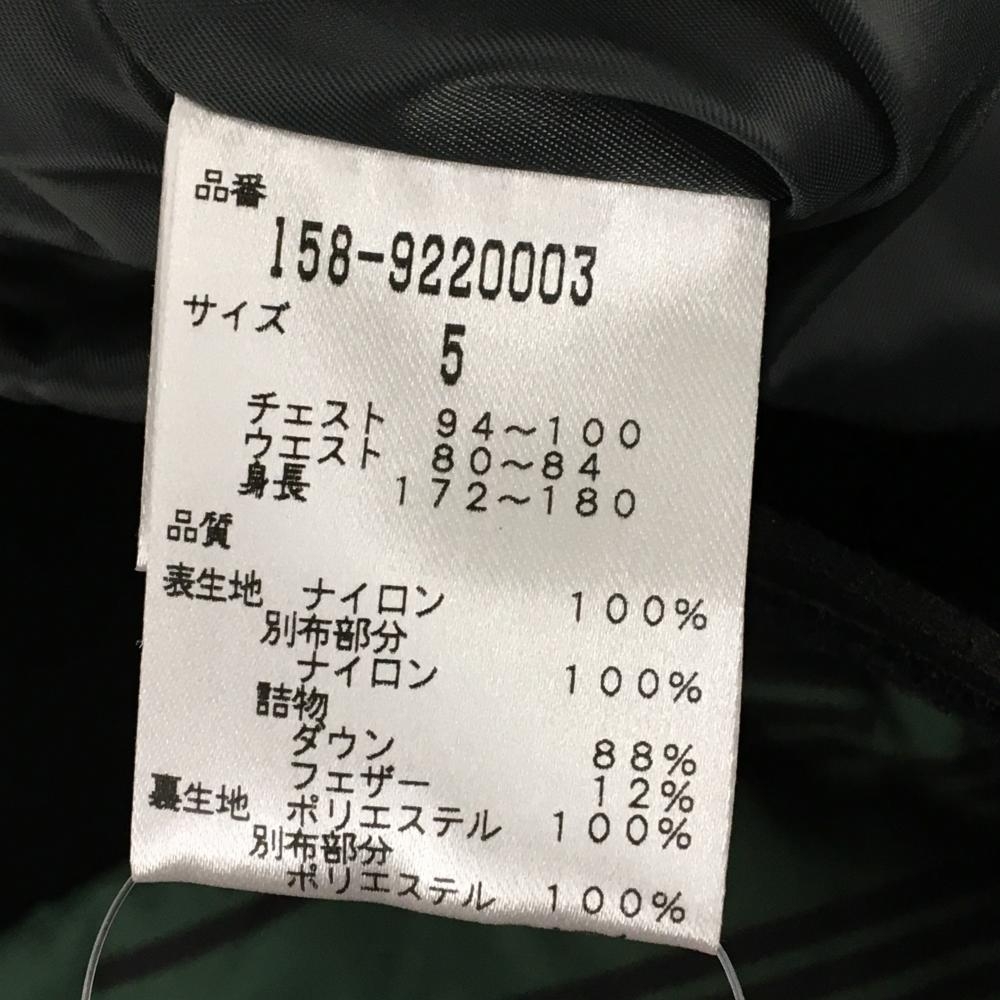 品番
158-9220003
サイズ
5
チェスト 94〜100
ウエスト 80〜84
身長 172〜180
品質
表生地 ナイロン 100%
別布部分
ナイロン 100%
詰物
ダウン 88%
フェザー 12%
裏生地 ポリエステル 100%
別布部分
ポリエステル 100%